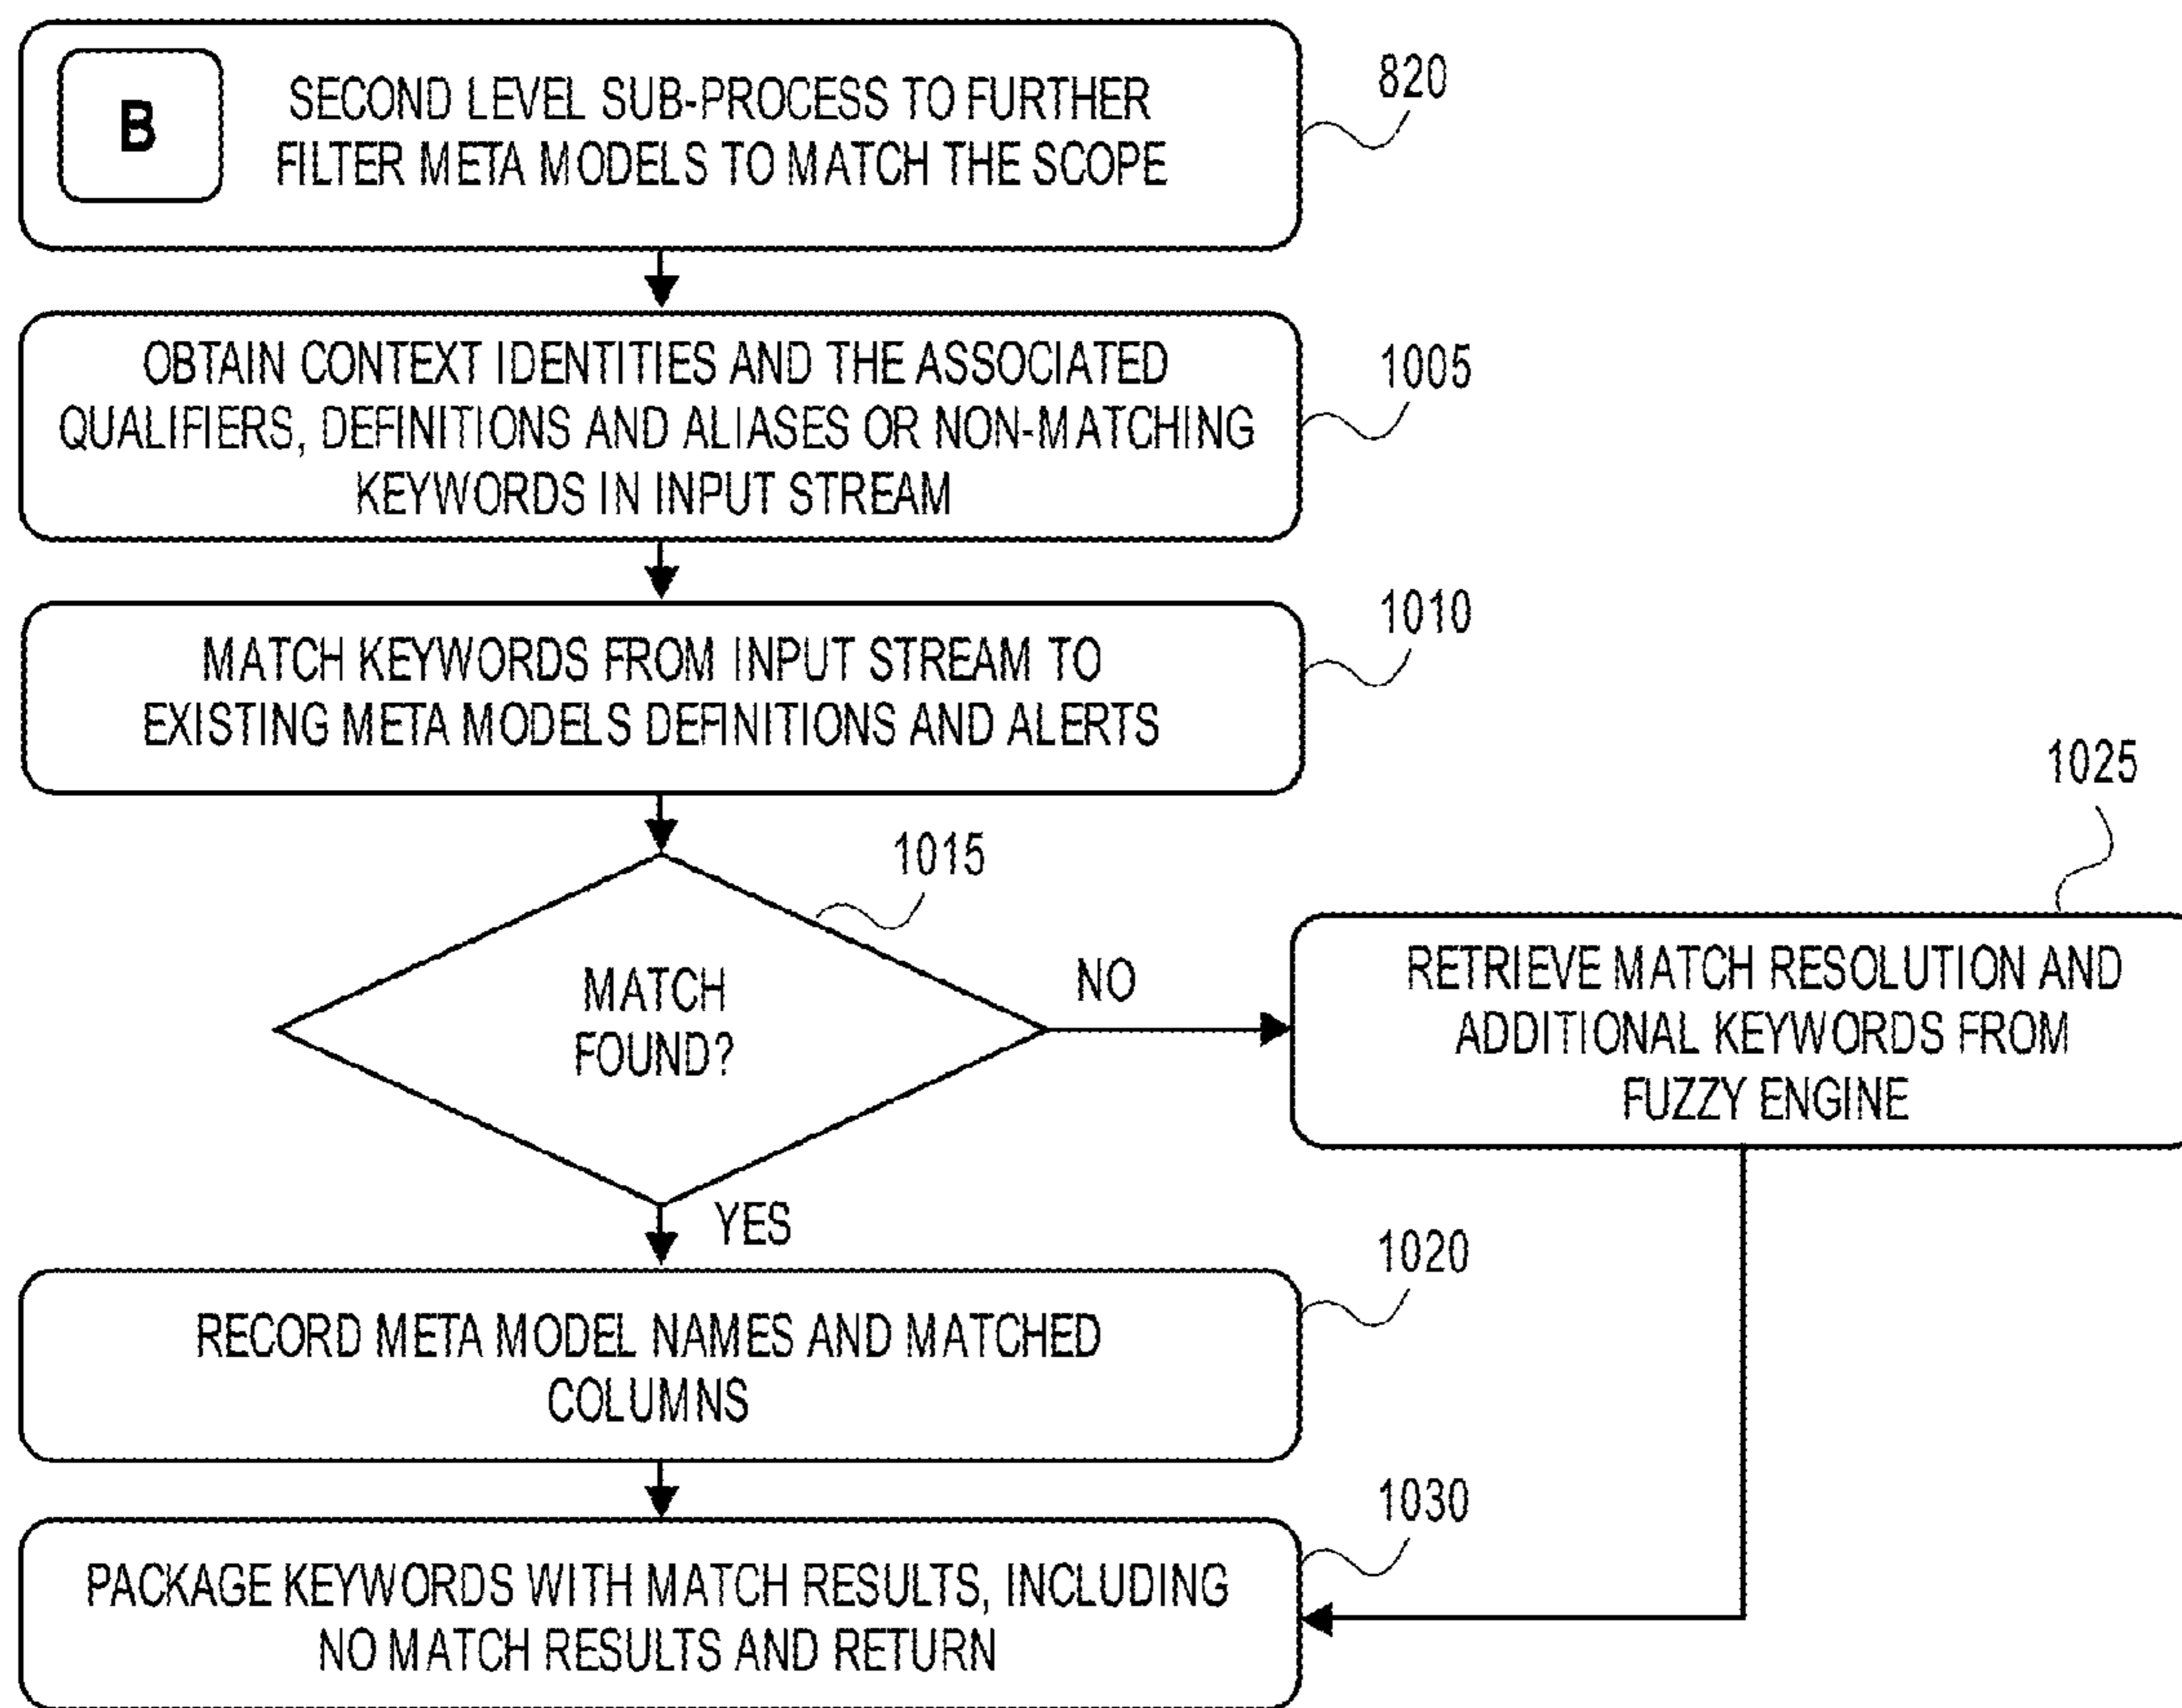 B
SECOND LEVEL SUB-PROCESS TO FURTHER
FILTER META MODELS TO MATCH THE SCOPE
820
OBTAIN CONTEXT IDENTITIES AND THE ASSOCIATED
QUALIFIERS, DEFINITIONS AND ALIASES OR NON-MATCHING
KEYWORDS IN INPUT STREAM
1005
MATCH KEYWORDS FROM INPUT STREAM TO
EXISTING META MODELS DEFINITIONS AND ALERTS
1010
MATCH
FOUND?
1015
NO
RETRIEVE MATCH RESOLUTION AND
ADDITIONAL KEYWORDS FROM
FUZZY ENGINE
1025
YES
RECORD META MODEL NAMES AND MATCHED
COLUMNS
1020
PACKAGE KEYWORDS WITH MATCH RESULTS, INCLUDING
NO MATCH RESULTS AND RETURN
1030